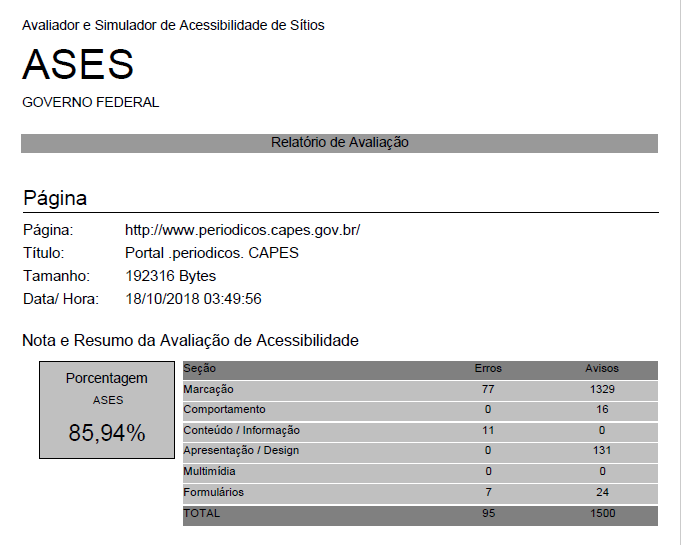 Avaliador e Simulador de Acessibilidade de Sítios
ASES
GOVERNO FEDERAL
Relatório de Avaliação
Página
Página: http://www.periodicos.capes.gov.br/
Título: Portal .periodicos. CAPES
Tamanho: 192316 Bytes
Data/ Hora: 18/10/2018 03:49:56
Nota e Resumo da Avaliação de Acessibilidade
Porcentagem
ASES
85,94%
Seção Erros Avisos
Marcação 77 1329
Comportamento 0 16
Conteúdo / Informação 11 0
Apresentação / Design 0 131
Multimídia 0 0
Formulários 7 24
TOTAL 95 1500